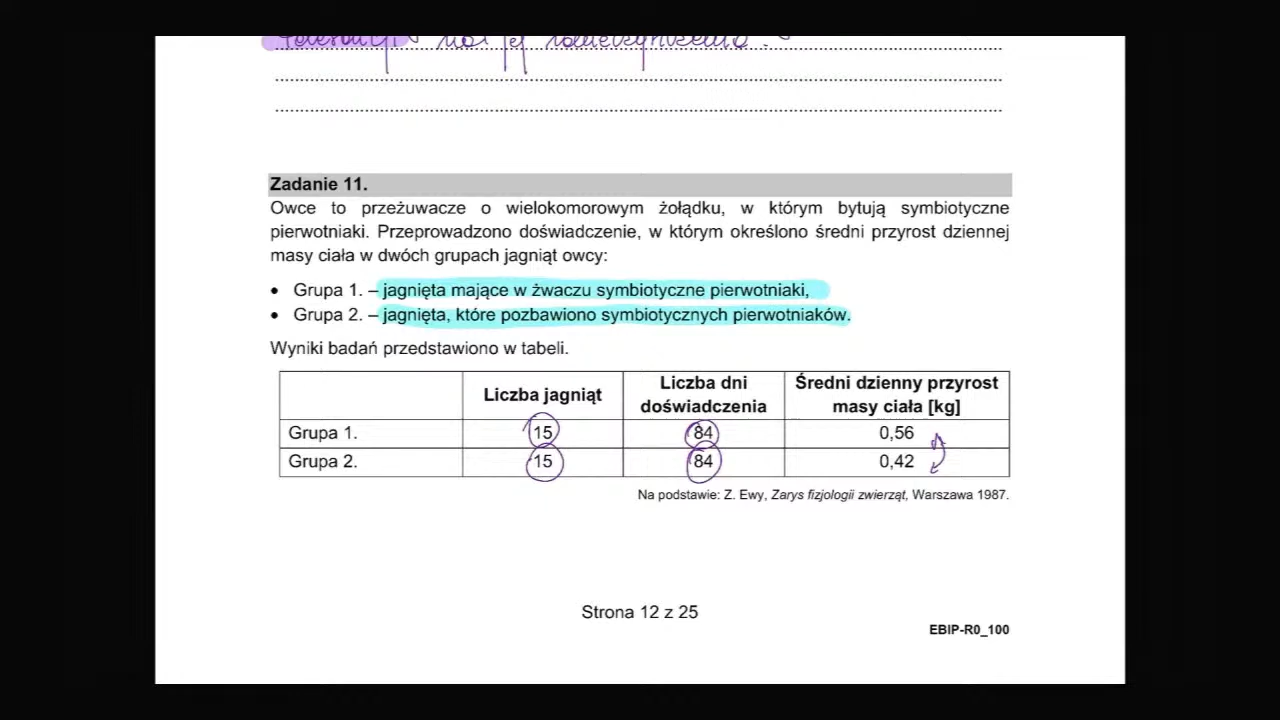 Zadanie 11.
Owce to przeżuwacze o wielokomorowym żołądku, w którym bytują symbiotyczne
pierwotniaki. Przeprowadzono doświadczenie, w którym określono średni przyrost dziennej
masy ciała w dwóch grupach jagniąt owcy:
• Grupa 1. – jagnięta mające w żwaczu symbiotyczne pierwotniaki,
• Grupa 2. – jagnięta, które pozbawiono symbiotycznych pierwotniaków.
Wyniki badań przedstawiono w tabeli.
Liczba jagniąt Liczba dni doświadczenia Średni dzienny przyrost masy ciała [kg]
Grupa 1. 15 84 0,56
Grupa 2. 15 84 0,42
Na podstawie: Z. Ewy, Zarys fizjologii zwierząt, Warszawa 1987.
Strona 12 z 25
EBIP-R0_100